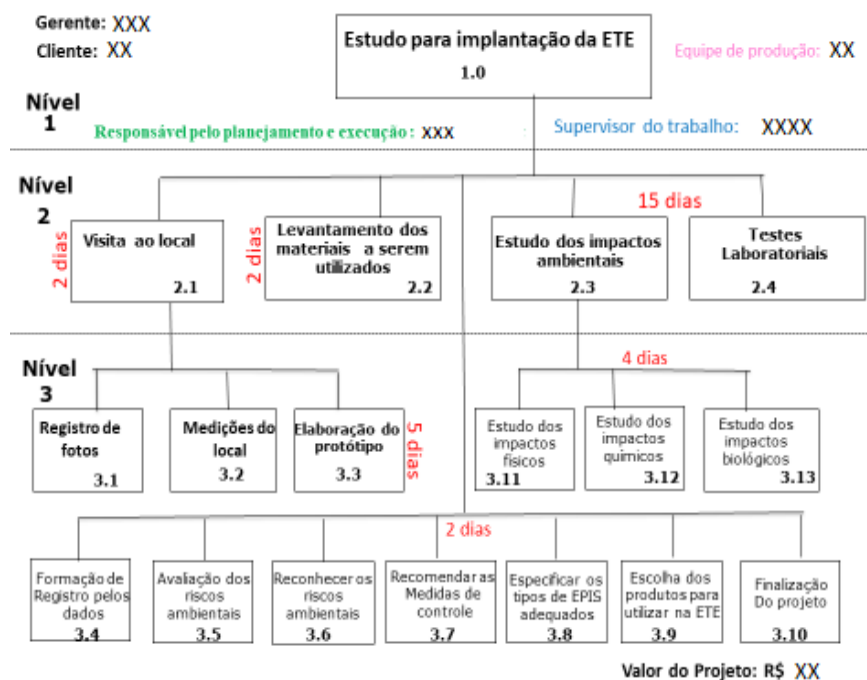 Gerente: XXX
Cliente: XX
Estudo para implantação da ETE
1.0
Equipe de produção: XX
Nível
1
Responsável pelo planejamento e execução : XXX
Supervisor do trabalho: XXXX
Nível
2
2 dias
Visita ao local
2.1
2 dias
Levantamento dos
materiais a serem
utilizados
2.2
15 dias
Estudo dos impactos
ambientais
2.3
Testes
Laboratoriais
2.4
Nível
3
4 dias
Registro de
fotos
3.1
Medições do
local
3.2
Elaboração do
protótipo
3.3
5 dias
Estudo dos
impactos
físicos
3.11
Estudo dos
impactos
químicos
3.12
Estudo dos
impactos
biológicos
3.13
2 dias
Formação de
Registro pelos
dados
3.4
Avaliação dos
riscos
ambientais
3.5
Reconhecer os
riscos
ambientais
3.6
Recomendar as
Medidas de
controle
3.7
Especificar os
tipos de EPIS
adequados
3.8
Escolha dos
produtos para
utilizar na ETE
3.9
Finalização
Do projeto
3.10
Valor do Projeto: R$ XX